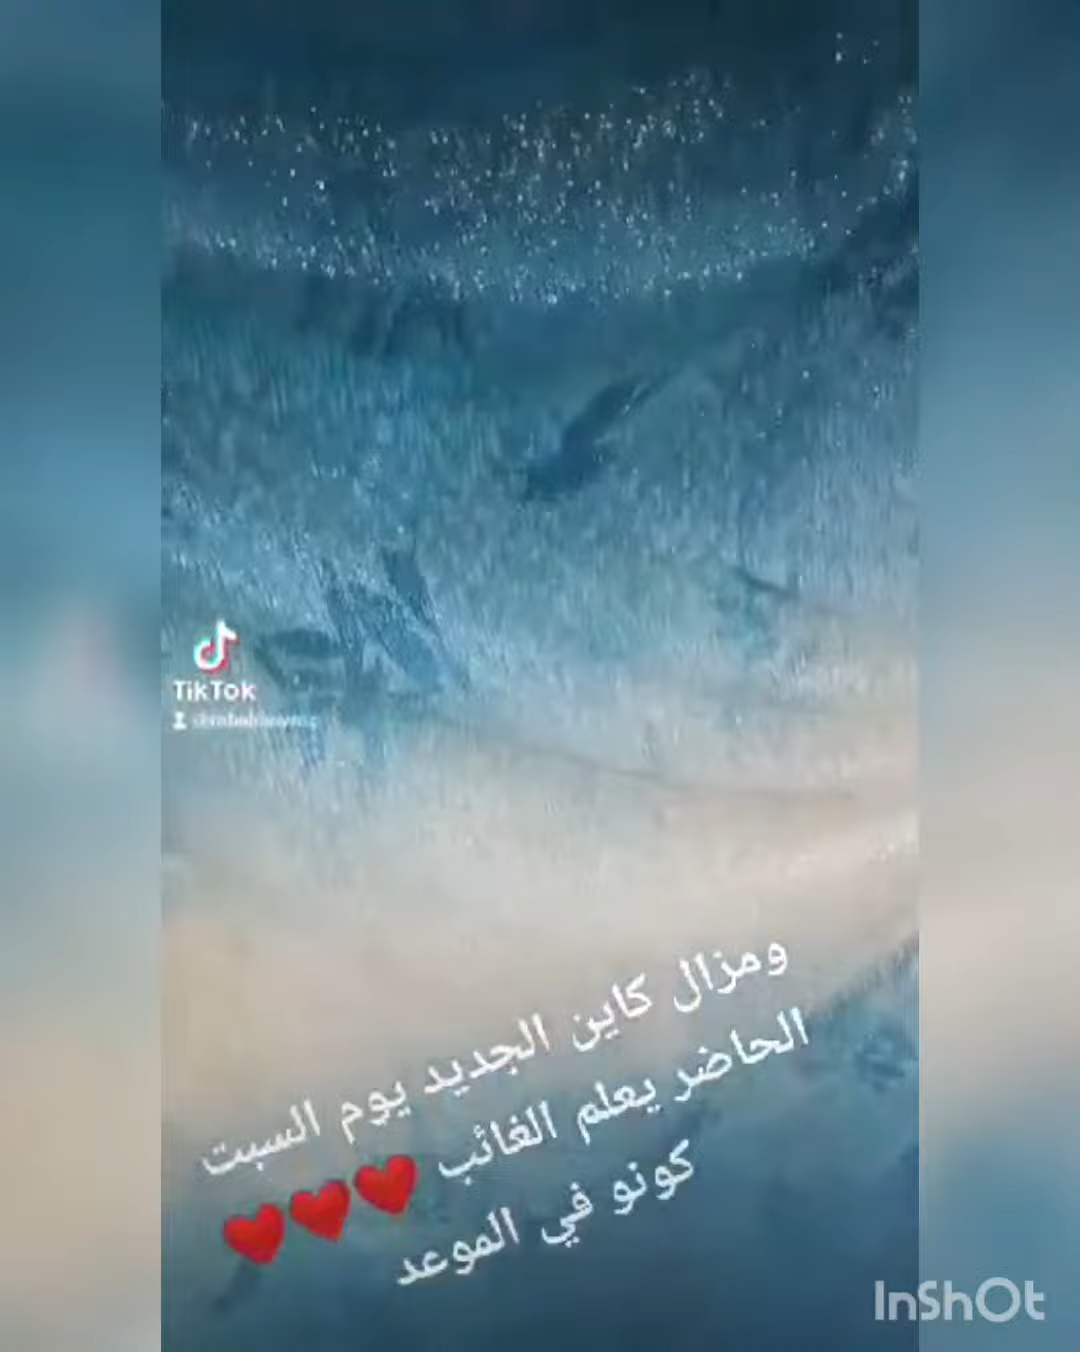 TikTok
ومزال كاين الجديد يوم السبت
الحاضر يعلم الغائب ♥️♥️♥️
كونو في الموعد
InShOt